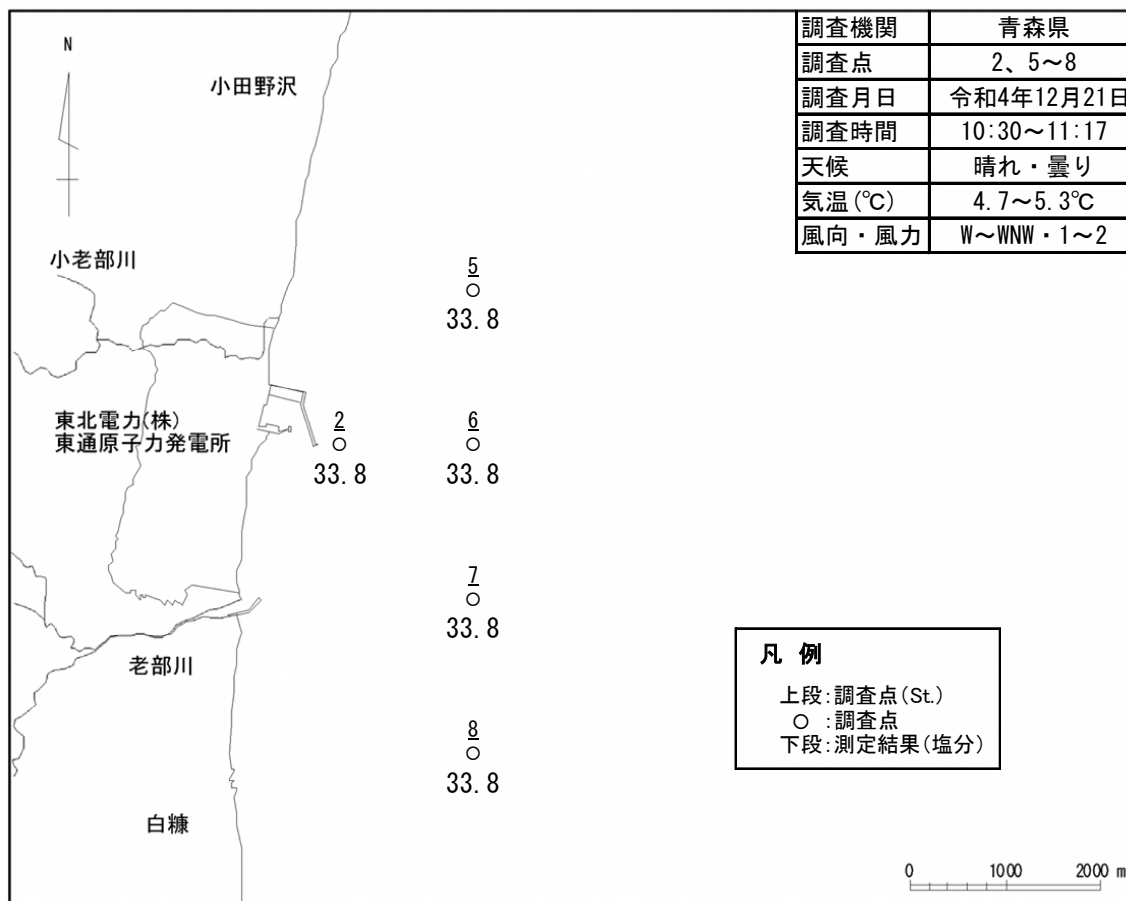 調査機関 青森県
調査点 2、5～8
調査月日 令和4年12月21日
調査時間 10:30～11:17
天候 晴れ・曇り
気温(℃) 4.7～5.3℃
風向・風力 W～WNW・1～2
N
小田野沢
小老部川
5
33.8
東北電力(株)
東通原子力発電所
2
33.8
6
33.8
7
33.8
老部川
8
33.8
白糠
凡 例
上段:調査点(St.)
○ :調査点
下段:測定結果(塩分)
0 1000 2000 m